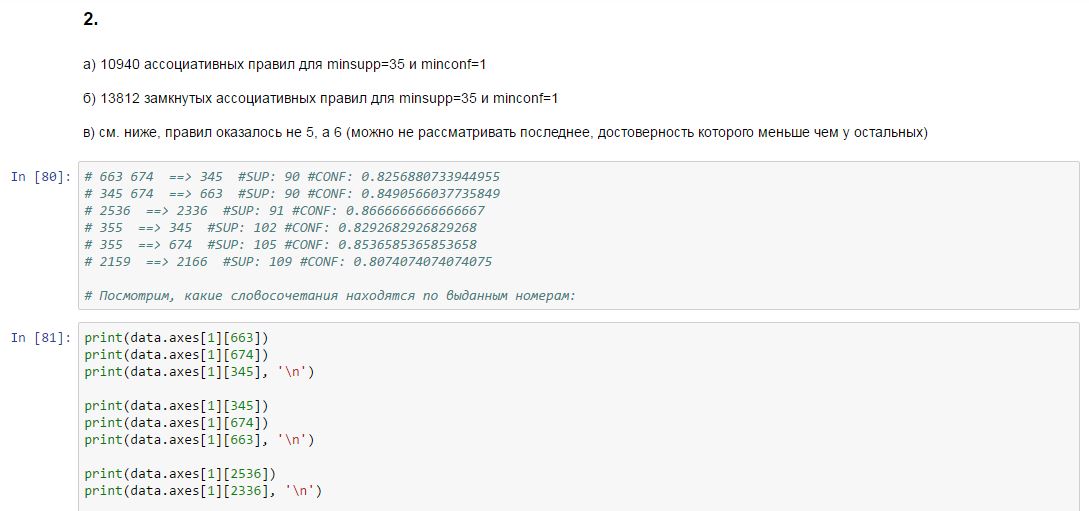 2.
а) 10940 ассоциативных правил для minsupp=35 и minconf=1
б) 13812 замкнутых ассоциативных правил для minsupp=35 и minconf=1
в) см. ниже, правил оказалось не 5, а 6 (можно не рассматривать последнее, достоверность которого меньше чем у остальных)
In [80]: # 663 674  ==> 345  #SUP: 90 #CONF: 0.8256880733944955
# 345 674  ==> 663  #SUP: 90 #CONF: 0.8490566037735849
# 2536  ==> 2336  #SUP: 91 #CONF: 0.8666666666666667
# 355  ==> 345  #SUP: 102 #CONF: 0.8292682926829268
# 355  ==> 674  #SUP: 105 #CONF: 0.8536585365853658
# 2159  ==> 2166  #SUP: 109 #CONF: 0.8074074074074075
# Посмотрим, какие словосочетания находятся по выданным номерам:
In [81]: print(data.axes[1][663])
print(data.axes[1][674])
print(data.axes[1][345], '\n')
print(data.axes[1][345])
print(data.axes[1][674])
print(data.axes[1][663], '\n')
print(data.axes[1][2536])
print(data.axes[1][2336], '\n')